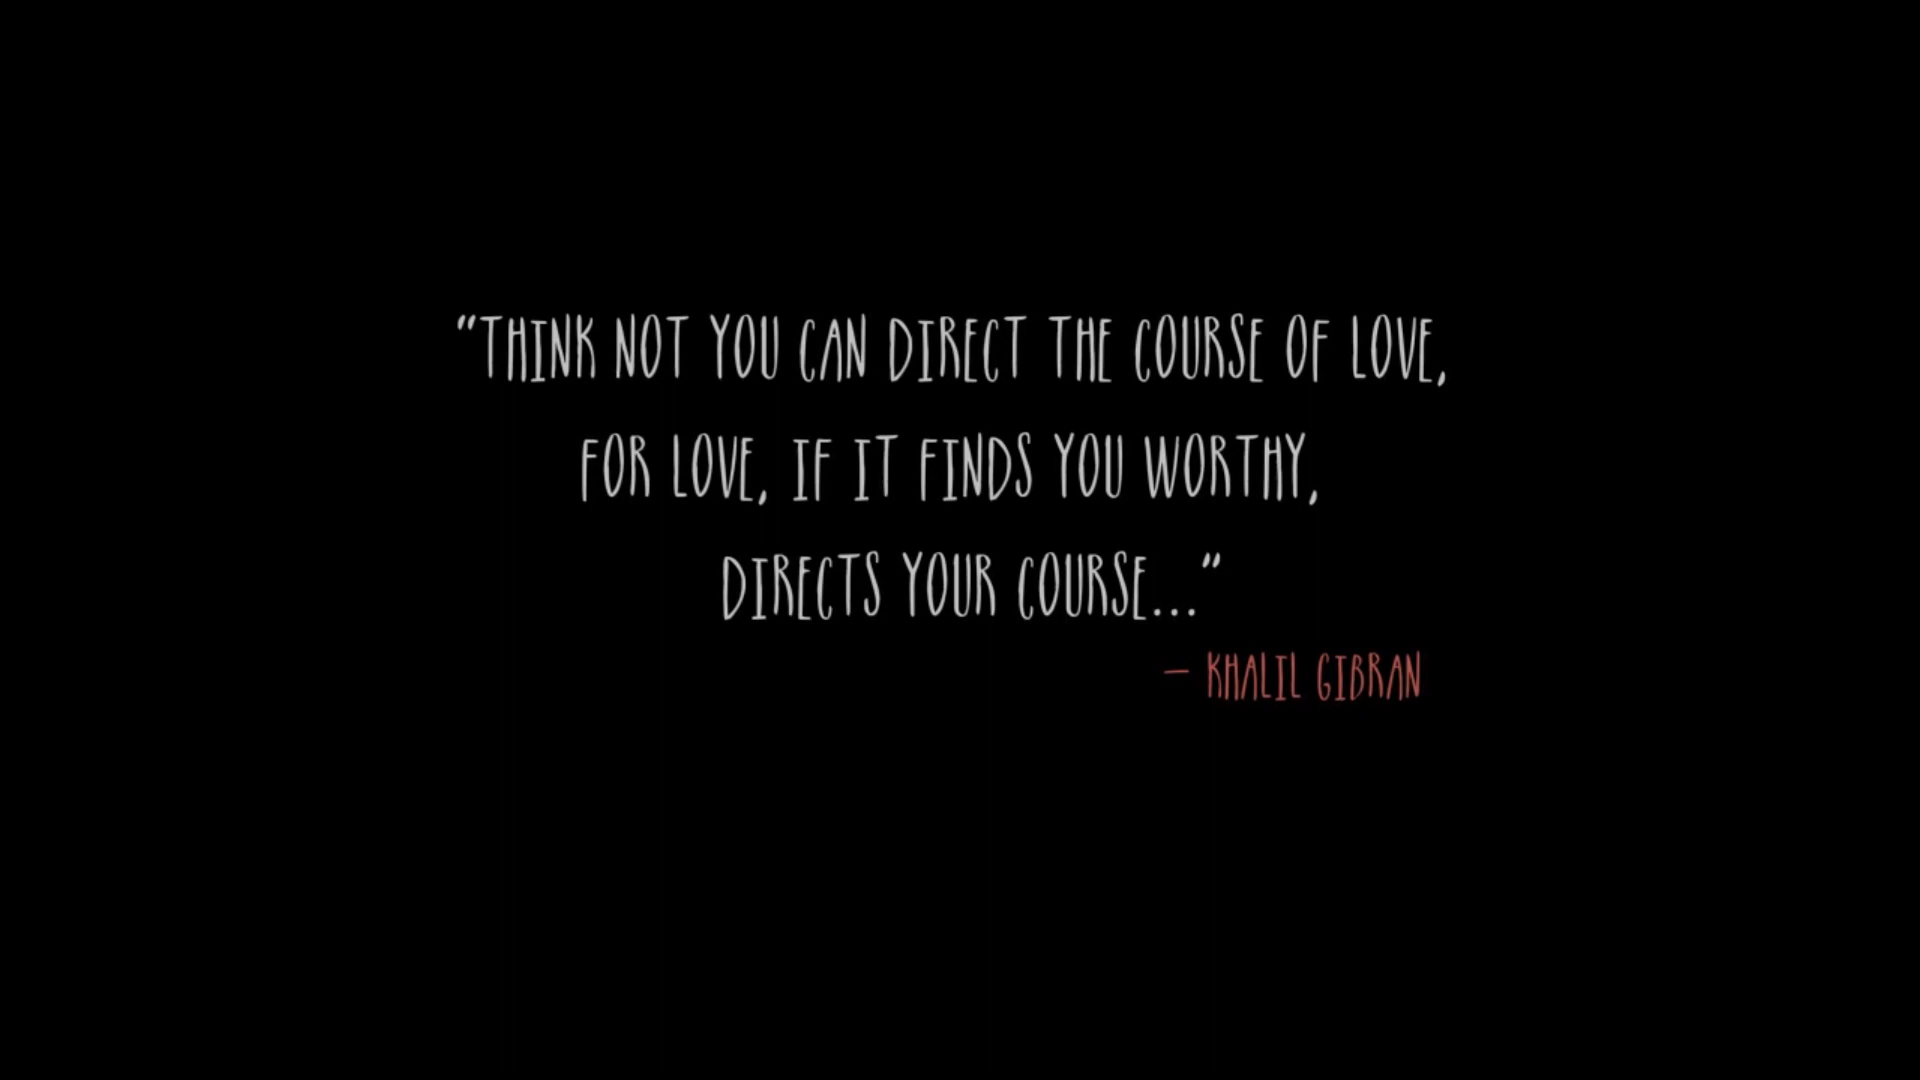 “THINK NOT YOU CAN DIRECT THE COURSE OF LOVE,
FOR LOVE, IF IT FINDS YOU WORTHY,
DIRECTS YOUR COURSE...”
– KHALIL GIBRAN